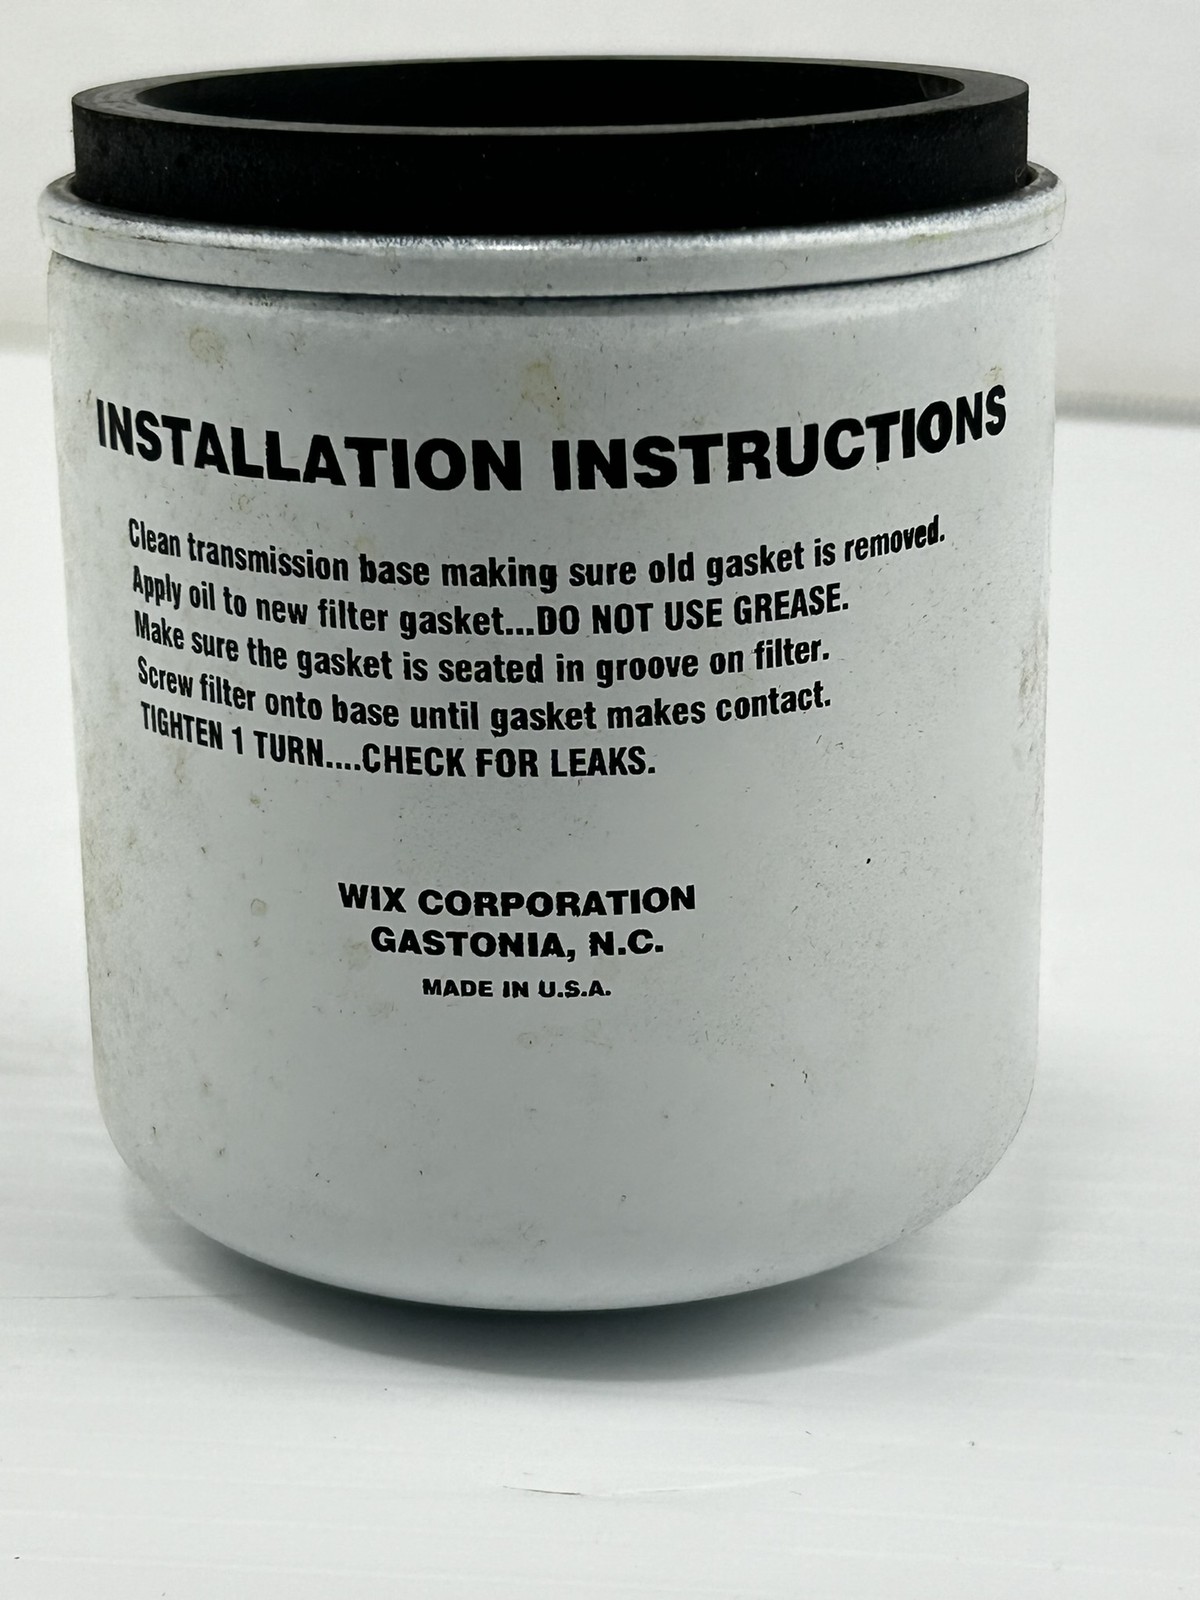 INSTALLATION INSTRUCTIONS
Clean transmission base making sure old gasket is removed.
Apply oil to new filter gasket...DO NOT USE GREASE.
Make sure the gasket is seated in groove on filter.
Screw filter onto base until gasket makes contact.
TIGHTEN 1 TURN....CHECK FOR LEAKS.
WIX CORPORATION
GASTONIA, N.C.
MADE IN U.S.A.